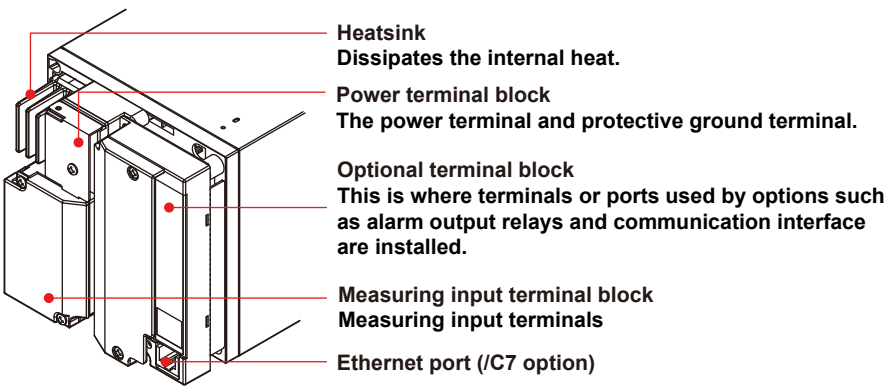 Heatsink
Dissipates the internal heat.
Power terminal block
The power terminal and protective ground terminal.
Optional terminal block
This is where terminals or ports used by options such
as alarm output relays and communication interface
are installed.
Measuring input terminal block
Measuring input terminals
Ethernet port (/C7 option)